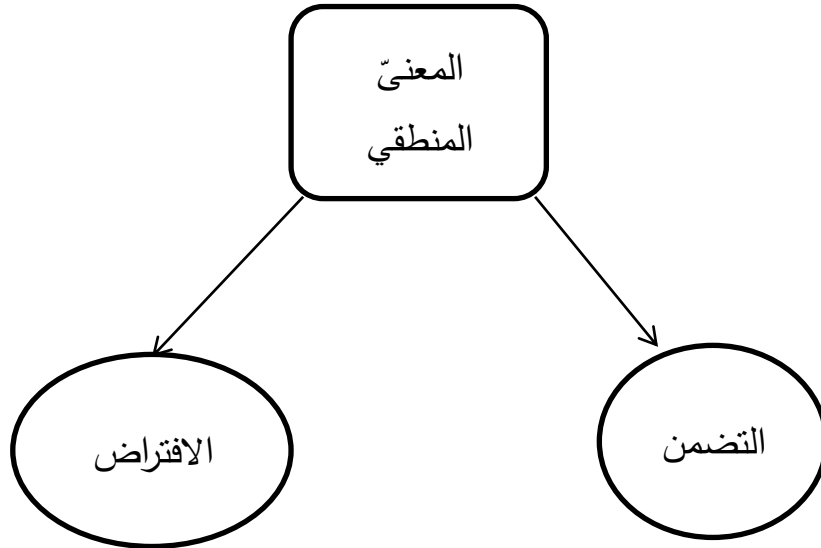 المعنىّ
المنطقي
التضمن
الافتراض